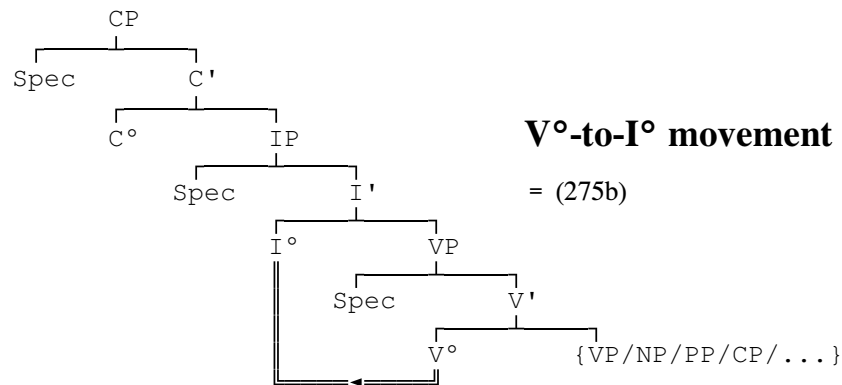 CP
Spec C'
C° IP
V°-to-I° movement
Spec I'
= (275b)
I° VP
Spec V'
V° {VP/NP/PP/CP/...}